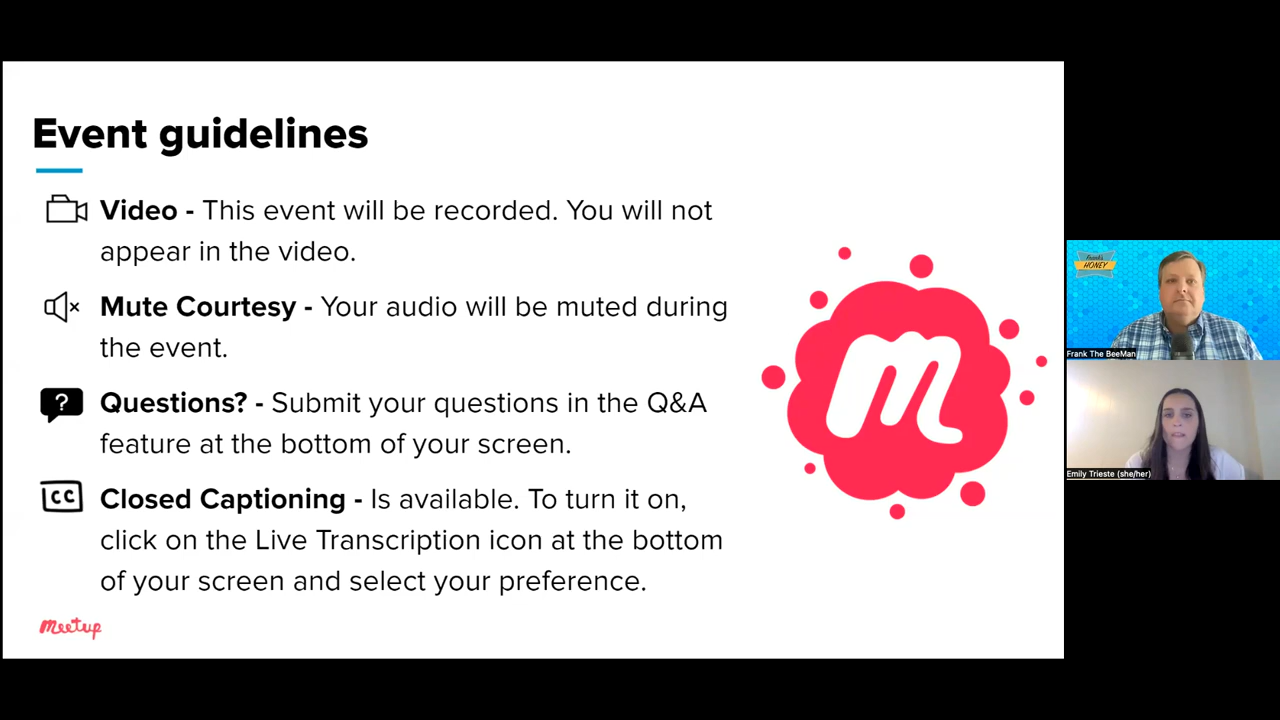 Event guidelines
Video - This event will be recorded. You will not
appear in the video.
Mute Courtesy - Your audio will be muted during
the event.
?
Questions? - Submit your questions in the Q&A
feature at the bottom of your screen.
CC
Closed Captioning - Is available. To turn it on,
click on the Live Transcription icon at the bottom
of your screen and select your preference.
meetup
m
Frank's
HONEY
Frank The BeeMan
Emily Trieste (she/her)